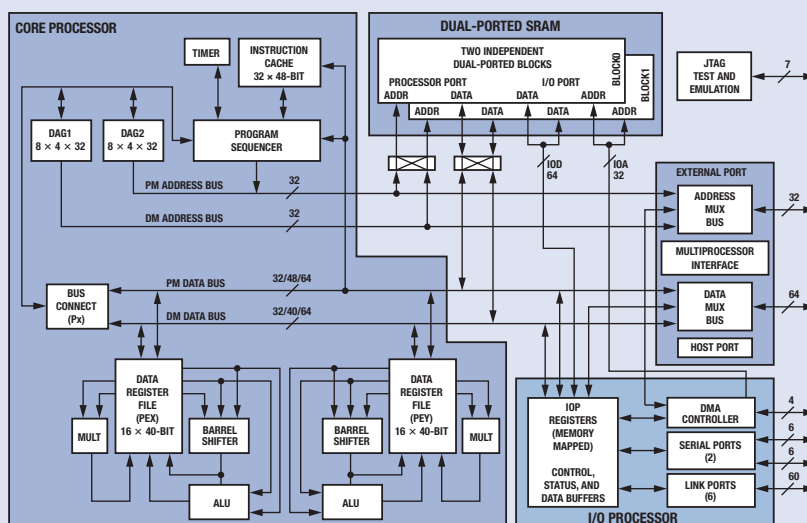 CORE PROCESSOR
TIMER
INSTRUCTION
CACHE
32 × 48-BIT
DAG1
8 × 4 × 32
DAG2
8 × 4 × 32
PROGRAM
SEQUENCER
PM ADDRESS BUS
32
DM ADDRESS BUS
32
BUS
CONNECT
(Px)
PM DATA BUS
32/48/64
DM DATA BUS
32/40/64
DATA
REGISTER
FILE
(PEX)
16 × 40-BIT
MULT
BARREL
SHIFTER
ALU
DATA
REGISTER
FILE
(PEY)
16 × 40-BIT
BARREL
SHIFTER
MULT
ALU
DUAL-PORTED SRAM
TWO INDEPENDENT
DUAL-PORTED BLOCKS
PROCESSOR PORT
I/O PORT
ADDR
DATA
DATA
ADDR
BLOCK0
ADDR
DATA
DATA
ADDR
BLOCK1
IOD
64
IOA
32
JTAG
TEST AND
EMULATION
7
EXTERNAL PORT
ADDRESS
MUX
BUS
32
MULTIPROCESSOR
INTERFACE
DATA
MUX
BUS
64
HOST PORT
IOP
REGISTERS
(MEMORY
MAPPED)
CONTROL,
STATUS, AND
DATA BUFFERS
DMA
CONTROLLER
4
SERIAL PORTS
(2)
6
6
LINK PORTS
(6)
60
I/O PROCESSOR